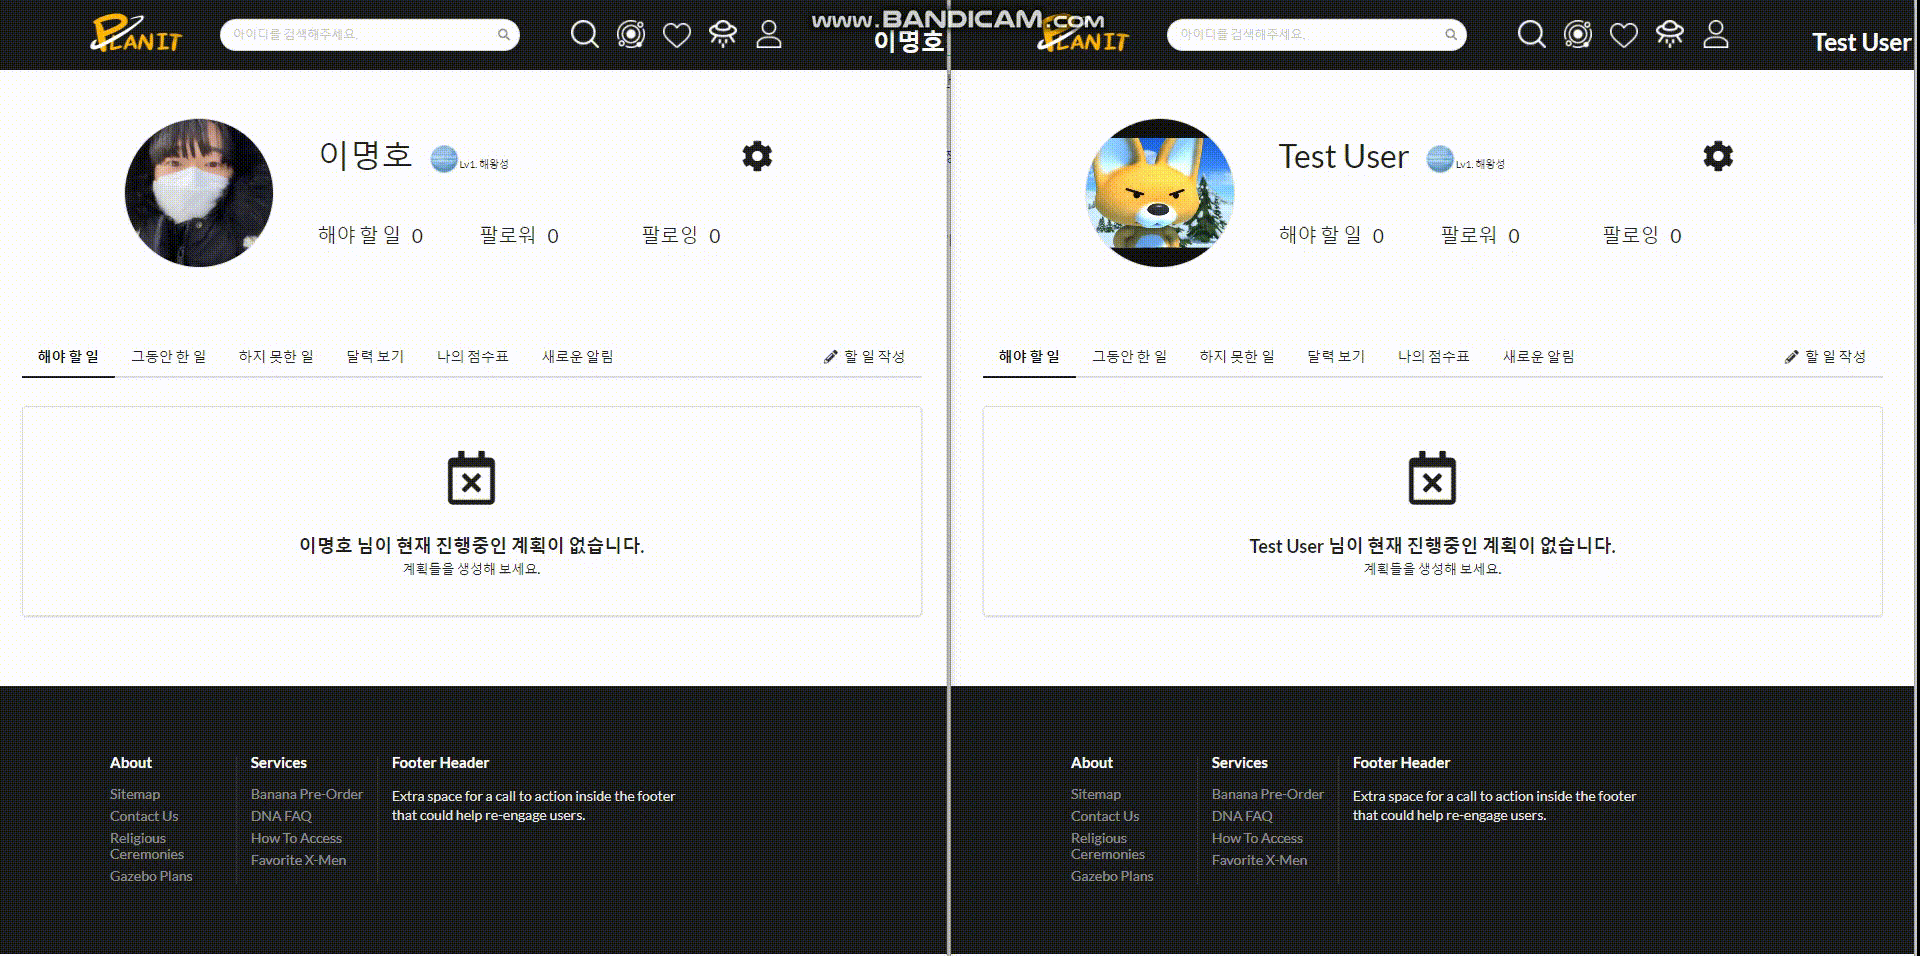 www.BANDICAM.com
PLANIT
아이디를 검색해주세요.
이명호
이명호
Lv1. 해왕성
해야 할 일 0
팔로워 0
팔로잉 0
해야 할 일
그동안 한 일
하지 못한 일
달력 보기
나의 점수표
새로운 알림
할 일 작성
이명호 님이 현재 진행중인 계획이 없습니다.
계획들을 생성해 보세요.
About
Sitemap
Contact Us
Religious
Ceremonies
Gazebo Plans
Services
Banana Pre-Order
DNA FAQ
How To Access
Favorite X-Men
Footer Header
Extra space for a call to action inside the footer
that could help re-engage users.
PLANIT
아이디를 검색해주세요.
Test User
Test User
Lv1. 해왕성
해야 할 일 0
팔로워 0
팔로잉 0
해야 할 일
그동안 한 일
하지 못한 일
달력 보기
나의 점수표
새로운 알림
할 일 작성
Test User 님이 현재 진행중인 계획이 없습니다.
계획들을 생성해 보세요.
About
Sitemap
Contact Us
Religious
Ceremonies
Gazebo Plans
Services
Banana Pre-Order
DNA FAQ
How To Access
Favorite X-Men
Footer Header
Extra space for a call to action inside the footer
that could help re-engage users.